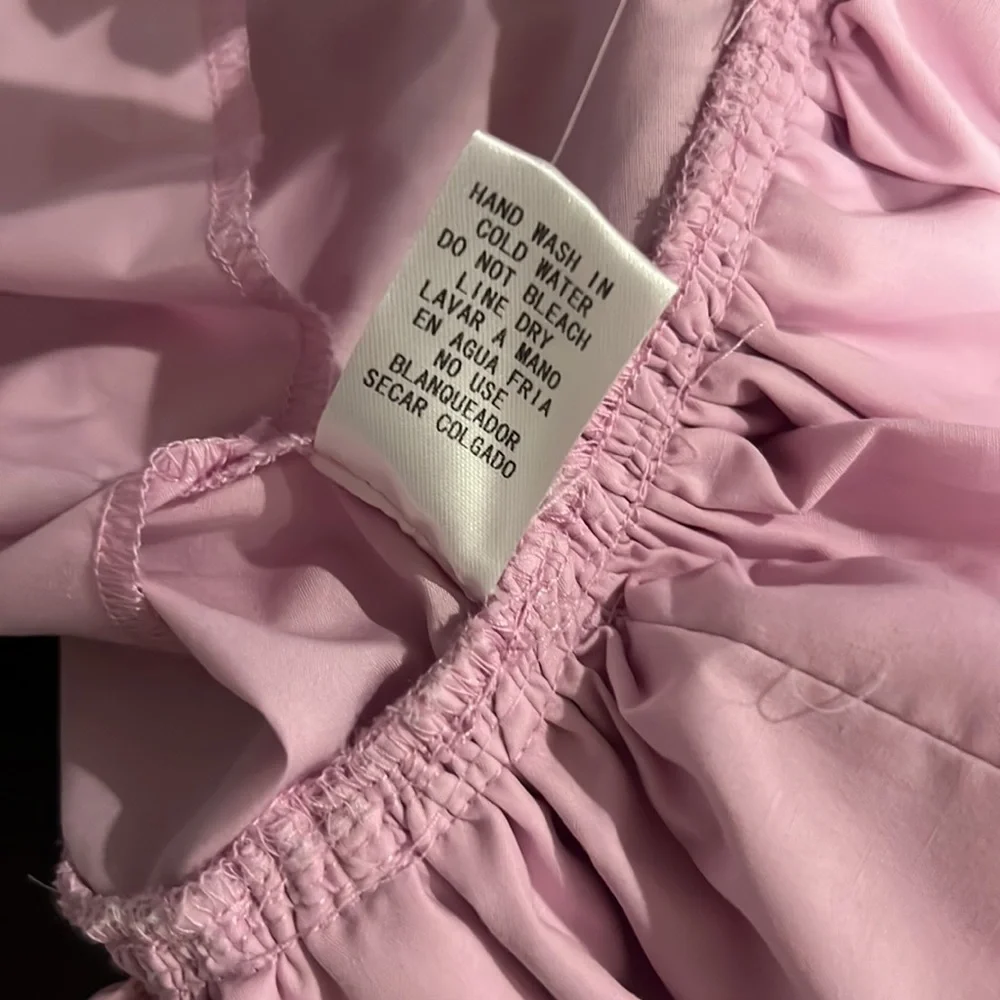 HAND WASH IN
COLD WATER
DO NOT BLEACH
LINE DRY
LAVAR A MANO
EN AGUA FRIA
NO USE
BLANQUEADOR
SECAR COLGADO